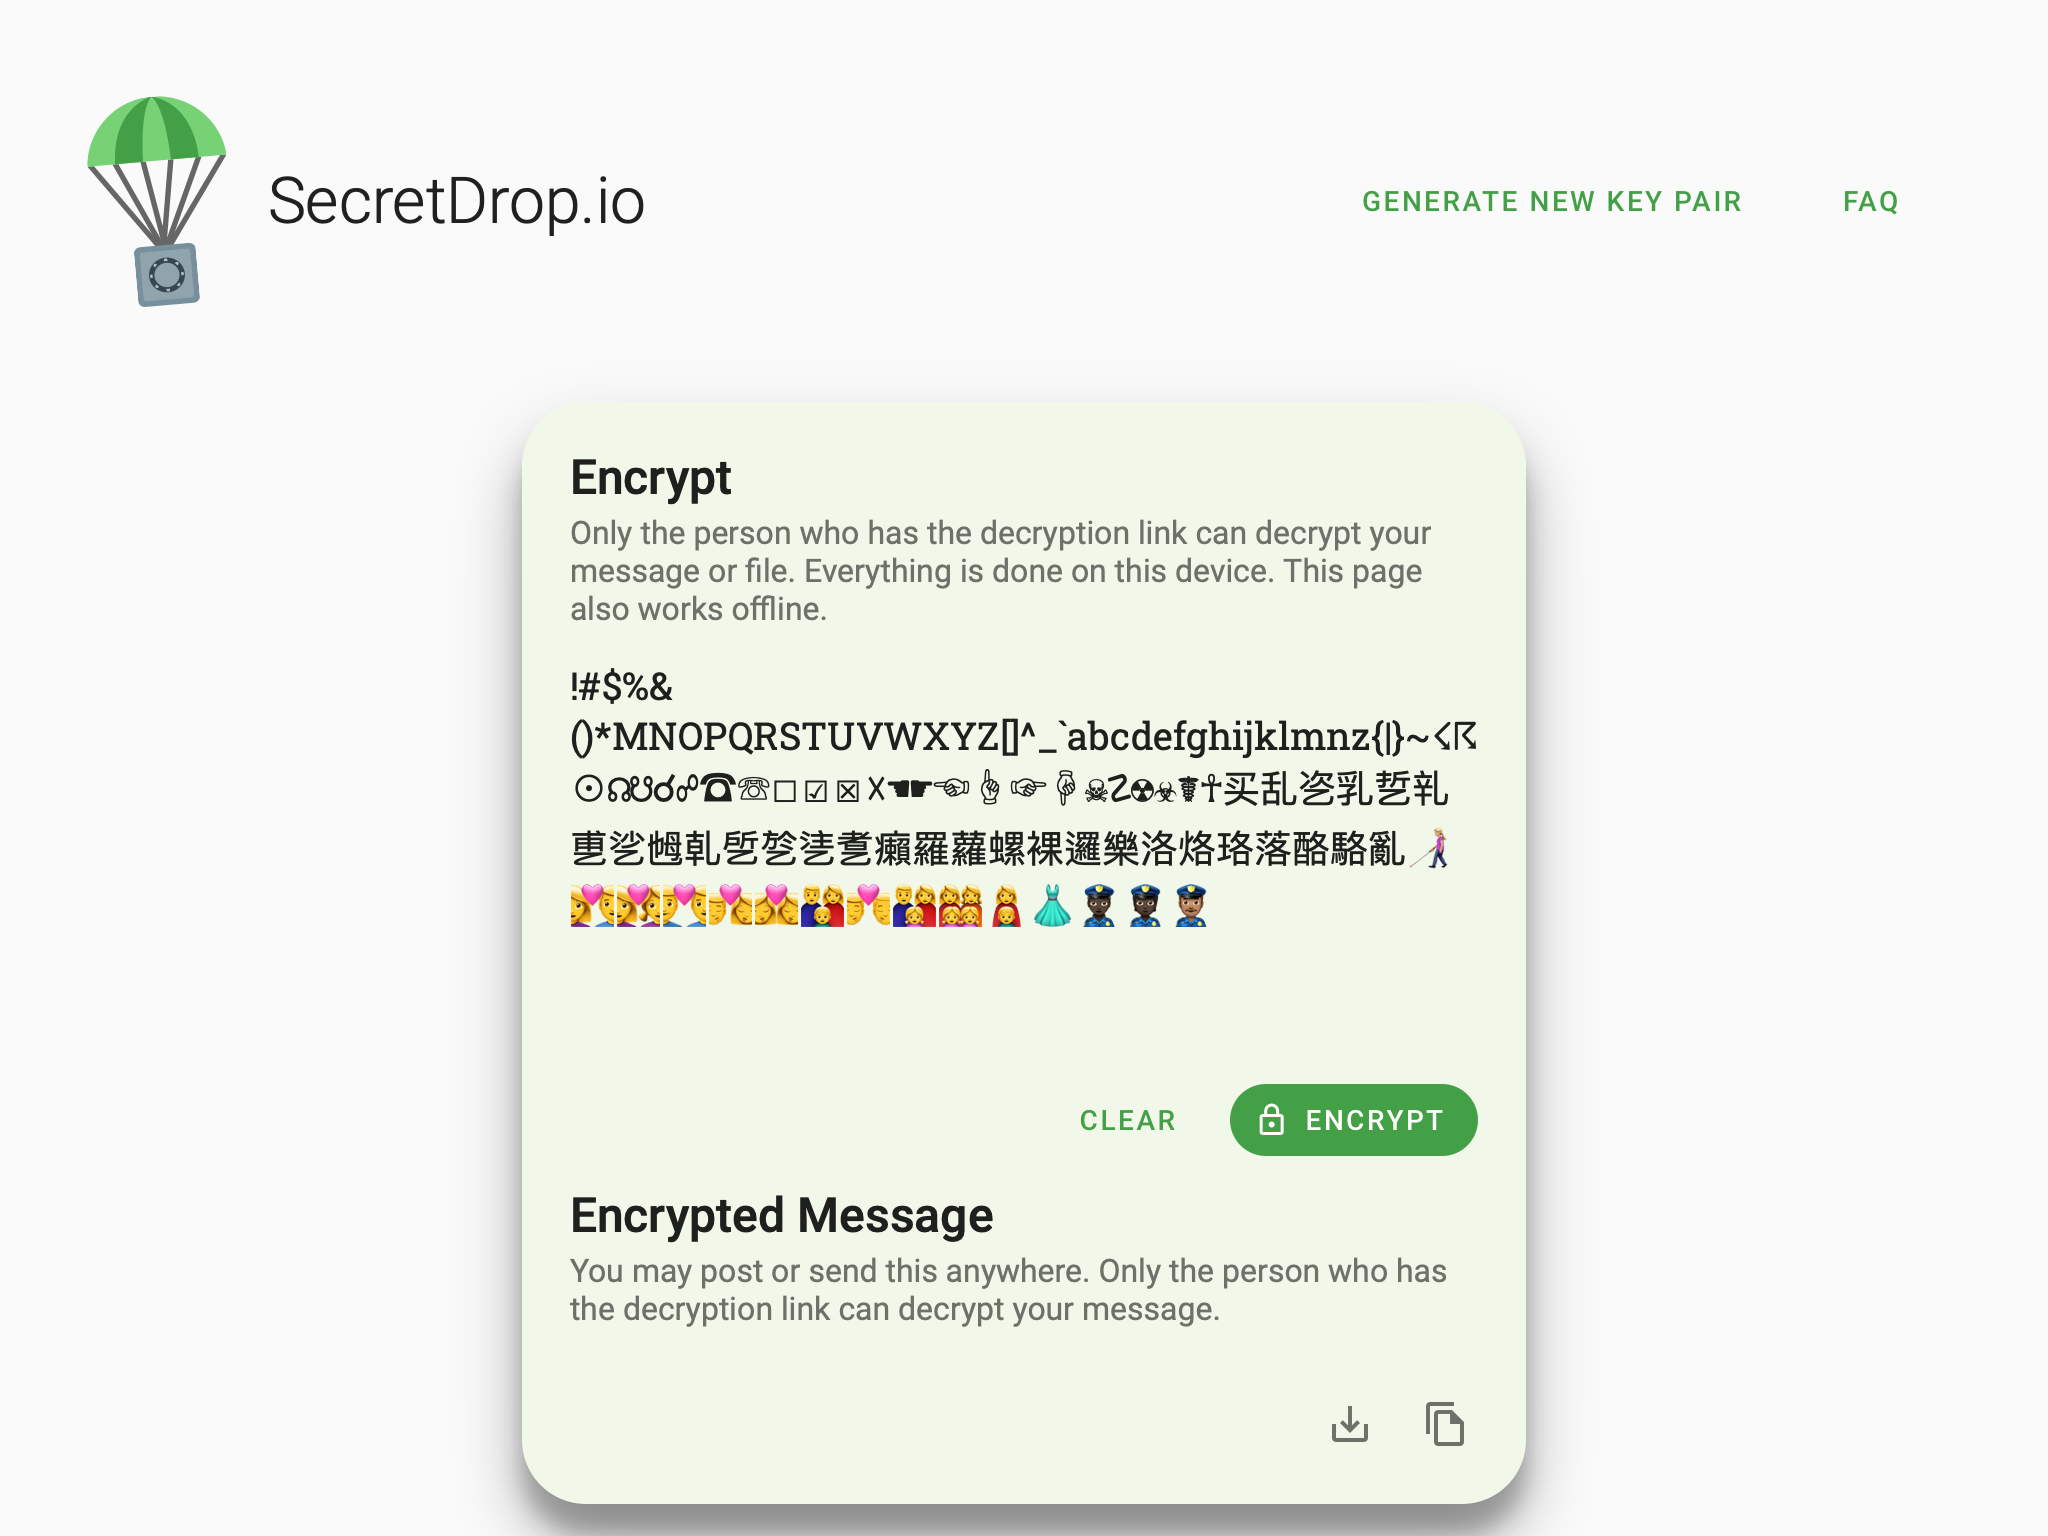 SecretDrop.io
GENERATE NEW KEY PAIR FAQ
Encrypt
Only the person who has the decryption link can decrypt your
message or file. Everything is done on this device. This page
also works offline.
!#$%&
()*MNOPQRSTUVWXYZ[]^_`abcdefghijklmnz{|}~☇☈
☉☊☋☌☍☎☏☐☑☒☓☚☛☜☝☞☟☠☡☢☣☤☥买乱乲乳乴乵
乶乷乸乹乺乻乼乽癩羅蘿螺裸邏樂洛烙珞落酪駱亂
CLEAR ENCRYPT
Encrypted Message
You may post or send this anywhere. Only the person who has
the decryption link can decrypt your message.